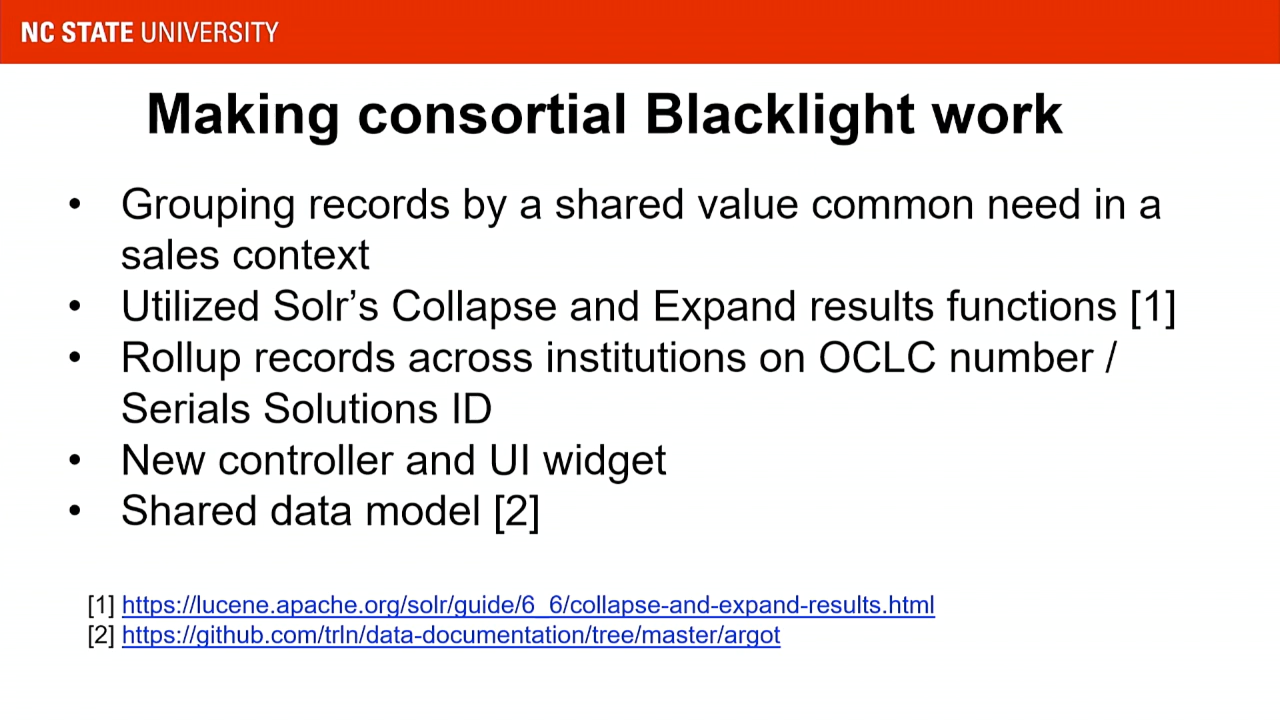 NC STATE UNIVERSITY
Making consortial Blacklight work
• Grouping records by a shared value common need in a
sales context
• Utilized Solr’s Collapse and Expand results functions [1]
• Rollup records across institutions on OCLC number /
Serials Solutions ID
• New controller and UI widget
• Shared data model [2]
[1] https://lucene.apache.org/solr/guide/6_6/collapse-and-expand-results.html
[2] https://github.com/trln/data-documentation/tree/master/argot